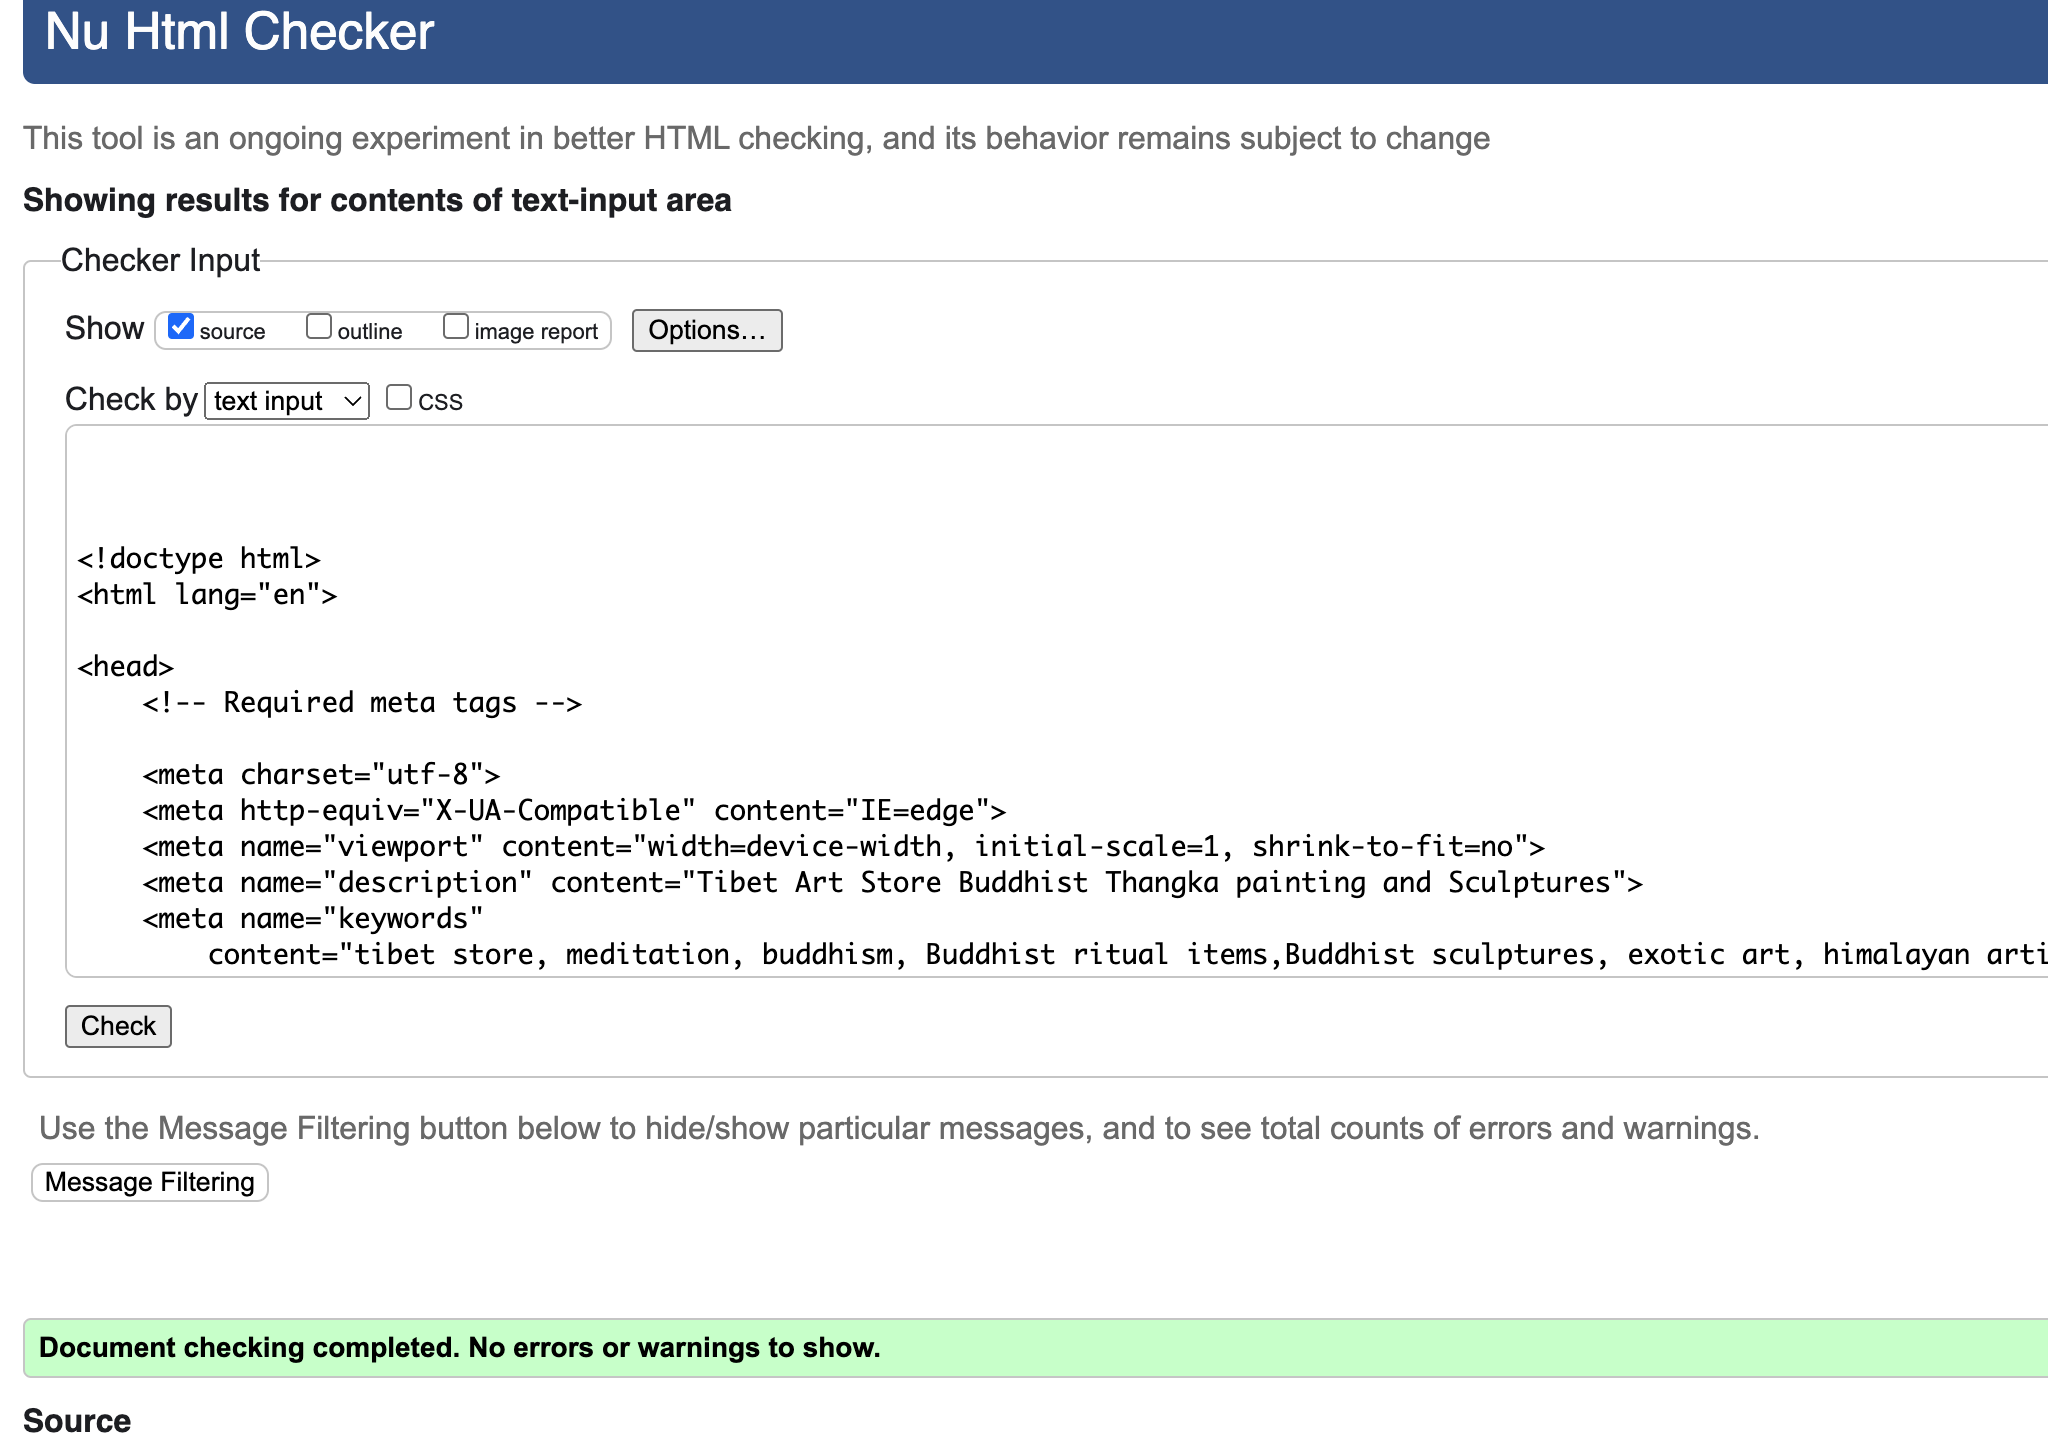 Nu Html Checker
This tool is an ongoing experiment in better HTML checking, and its behavior remains subject to change
Showing results for contents of text-input area
Checker Input
Show source outline image report Options...
Check by text input css
<!doctype html>
<html lang="en">
<head>
<!-- Required meta tags -->
<meta charset="utf-8">
<meta http-equiv="X-UA-Compatible" content="IE=edge">
<meta name="viewport" content="width=device-width, initial-scale=1, shrink-to-fit=no">
<meta name="description" content="Tibet Art Store Buddhist Thangka painting and Sculptures">
<meta name="keywords"
content="tibet store, meditation, buddhism, Buddhist ritual items,Buddhist sculptures, exotic art, himalayan arti
Check
Use the Message Filtering button below to hide/show particular messages, and to see total counts of errors and warnings.
Message Filtering
Document checking completed. No errors or warnings to show.
Source